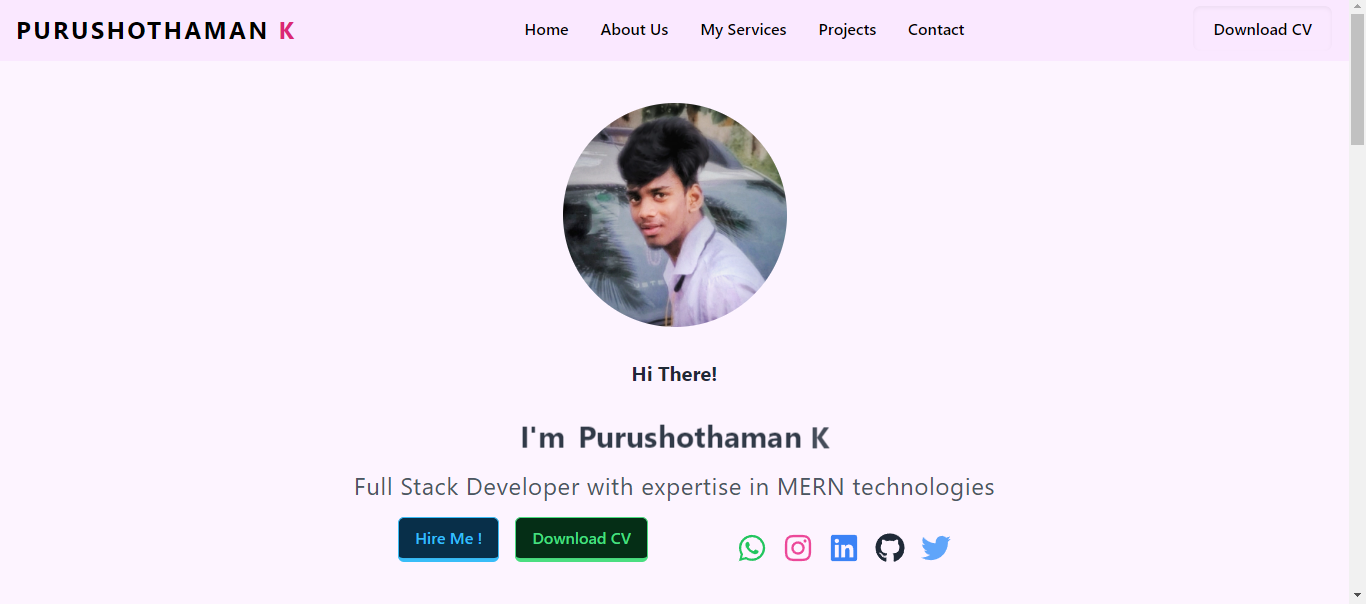 PURUSHOTHAMAN K
Home About Us My Services Projects Contact
Download CV
Hi There!
I'm Purushothaman K
Full Stack Developer with expertise in MERN technologies
Hire Me !
Download CV
in